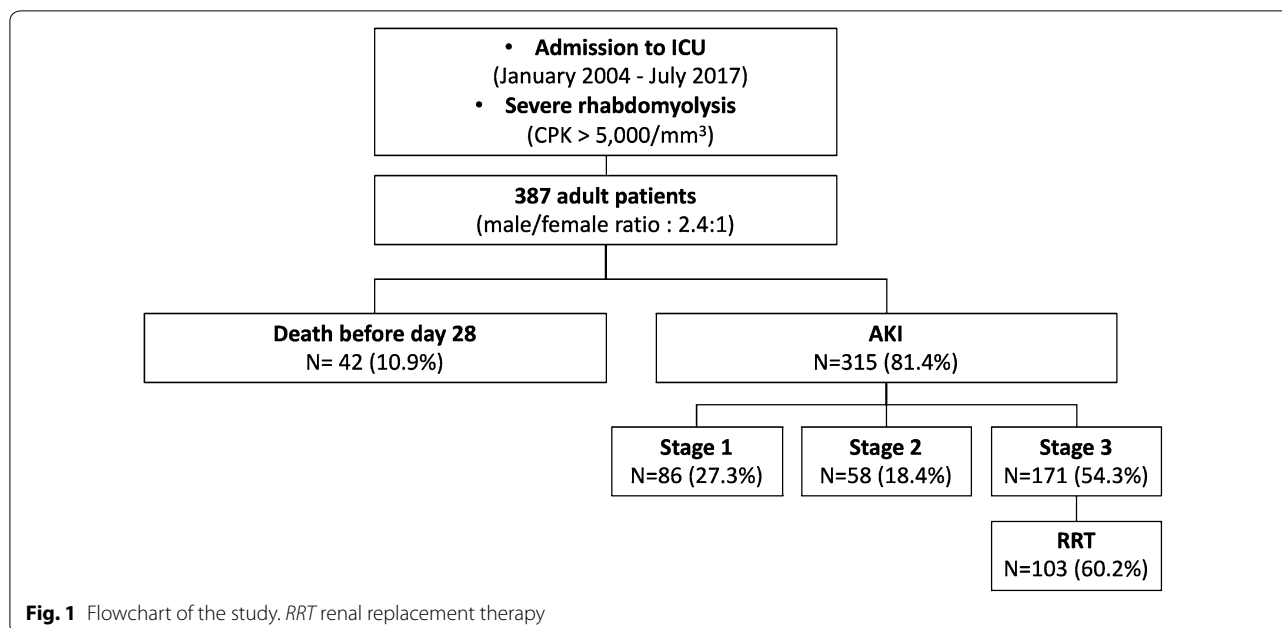 • Admission to ICU
(January 2004 - July 2017)
• Severe rhabdomyolysis
(CPK > 5,000/mm³)
387 adult patients
(male/female ratio : 2.4:1)
Death before day 28
N= 42 (10.9%)
AKI
N=315 (81.4%)
Stage 1
N=86 (27.3%)
Stage 2
N=58 (18.4%)
Stage 3
N=171 (54.3%)
RRT
N=103 (60.2%)
Fig. 1 Flowchart of the study. RRT renal replacement therapy